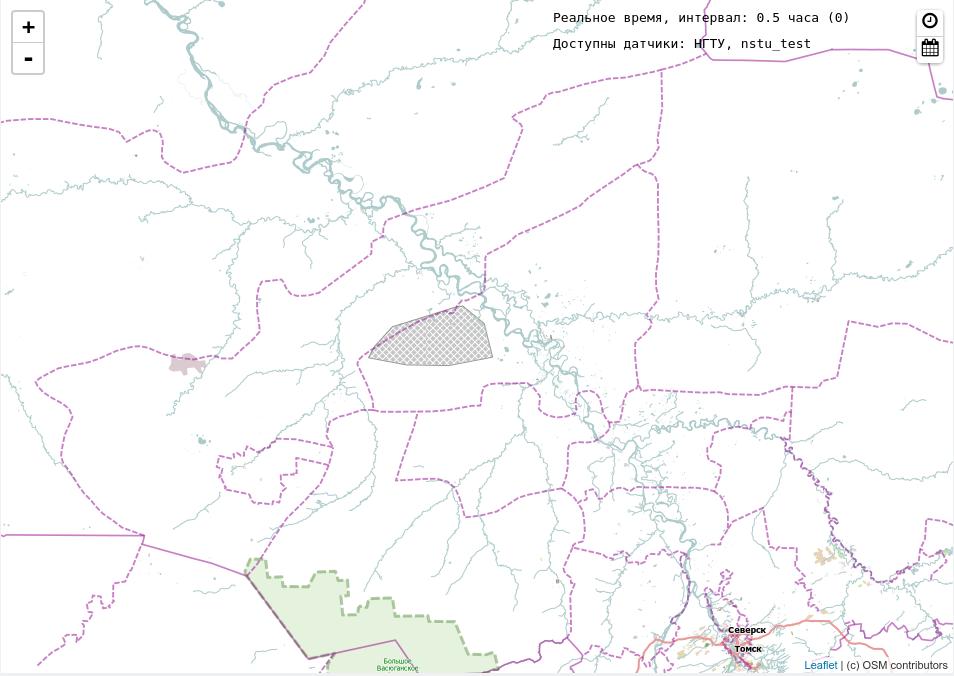 +
-
Реальное время, интервал: 0.5 часа (0)
Доступны датчики: НГТУ, nstu_test
Северск
Томск
Большое
Васюганское
Leaflet | (c) OSM contributors